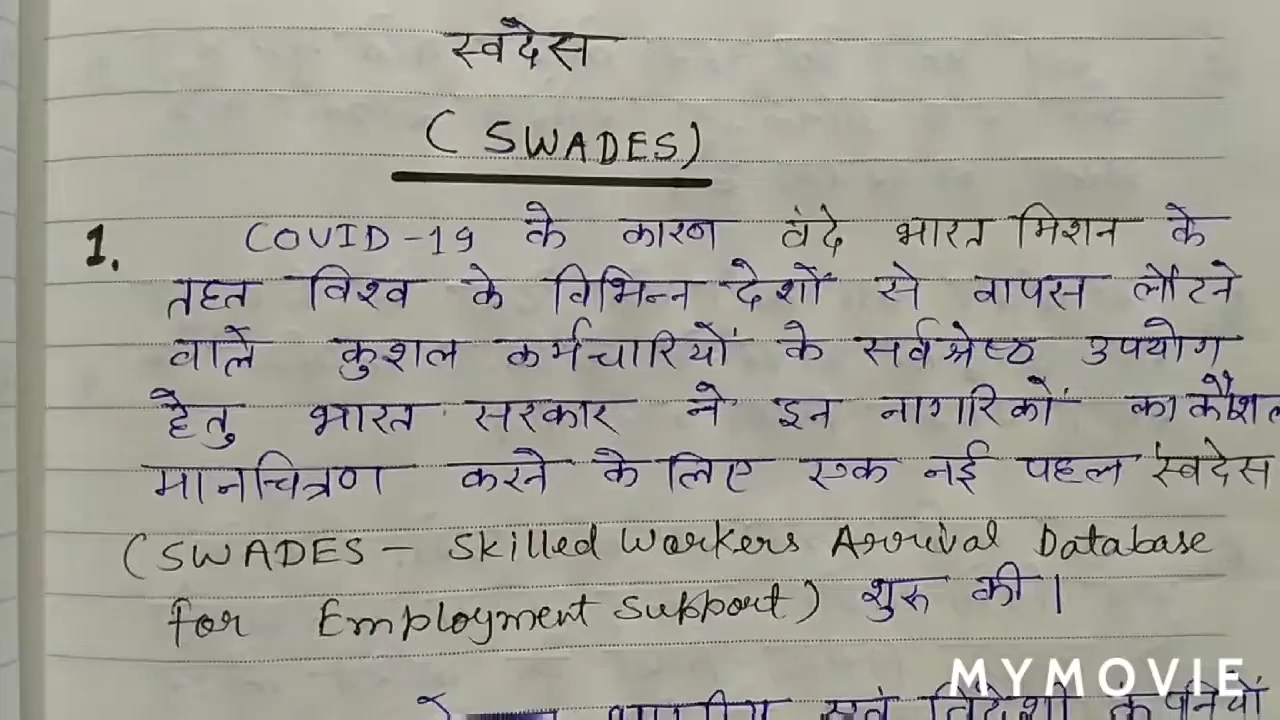 स्वदेस
(SWADES)
1. COVID-19 के कारण वंदे भारत मिशन के
तहत विश्व के विभिन्न देशों से वापस लौटने
वाले कुशल कर्मचारियों के सर्वश्रेष्ठ उपयोग
हेतु भारत सरकार ने इन नागरिकों का कौशल
मानचित्रण करने के लिए एक नई पहल स्वदेस
(SWADES - Skilled Workers Arrival Database
for Employment Support) शुरू की।
MYMOVIE
एवं विदेशी कंपनियों